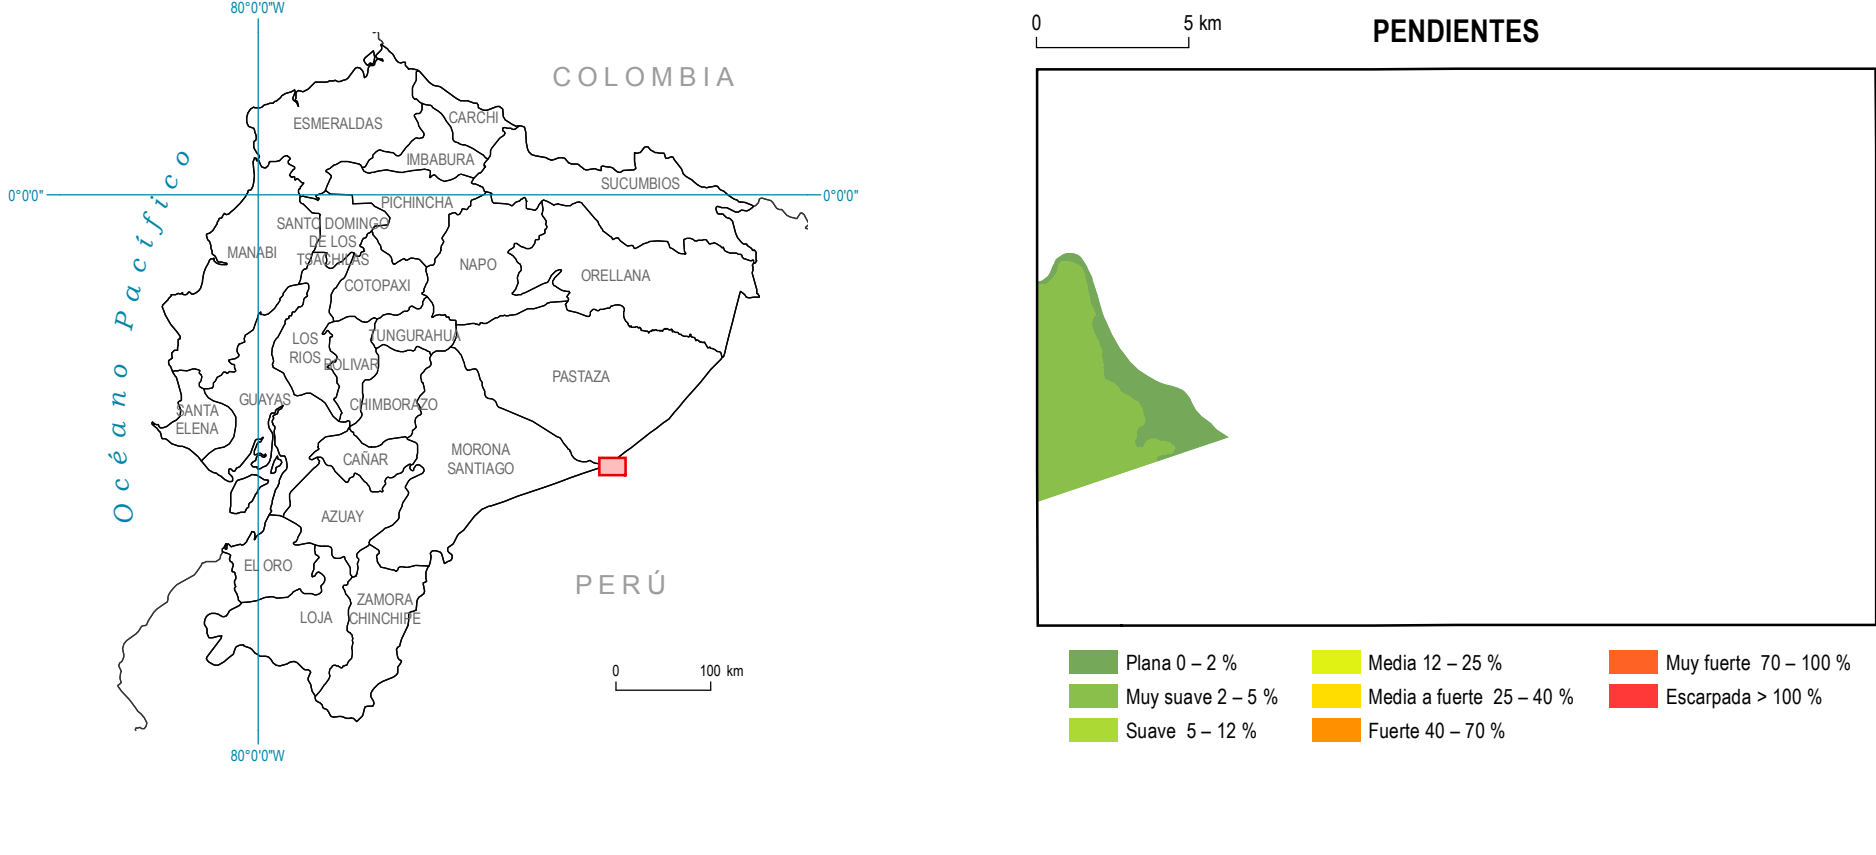 80°0'0"W
COLOMBIA
ESMERALDAS
CARCHI
IMBABURA
SUCUMBIOS
0°0'0"
0°0'0"
PICHINCHA
SANTO DOMINGO
DE LOS
TSACHILAS
MANABI
NAPO
ORELLANA
COTOPAXI
Océano Pacífico
TUNGURAHUA
LOS
RIOS
BOLIVAR
PASTAZA
GUAYAS
CHIMBORAZO
SANTA
ELENA
MORONA
SANTIAGO
CAÑAR
AZUAY
EL ORO
PERÚ
ZAMORA
CHINCHIPE
LOJA
0 100 km
80°0'0"W
0 5 km
PENDIENTES
Plana 0 – 2 %
Muy suave 2 – 5 %
Suave 5 – 12 %
Media 12 – 25 %
Media a fuerte 25 – 40 %
Fuerte 40 – 70 %
Muy fuerte 70 – 100 %
Escarpada > 100 %